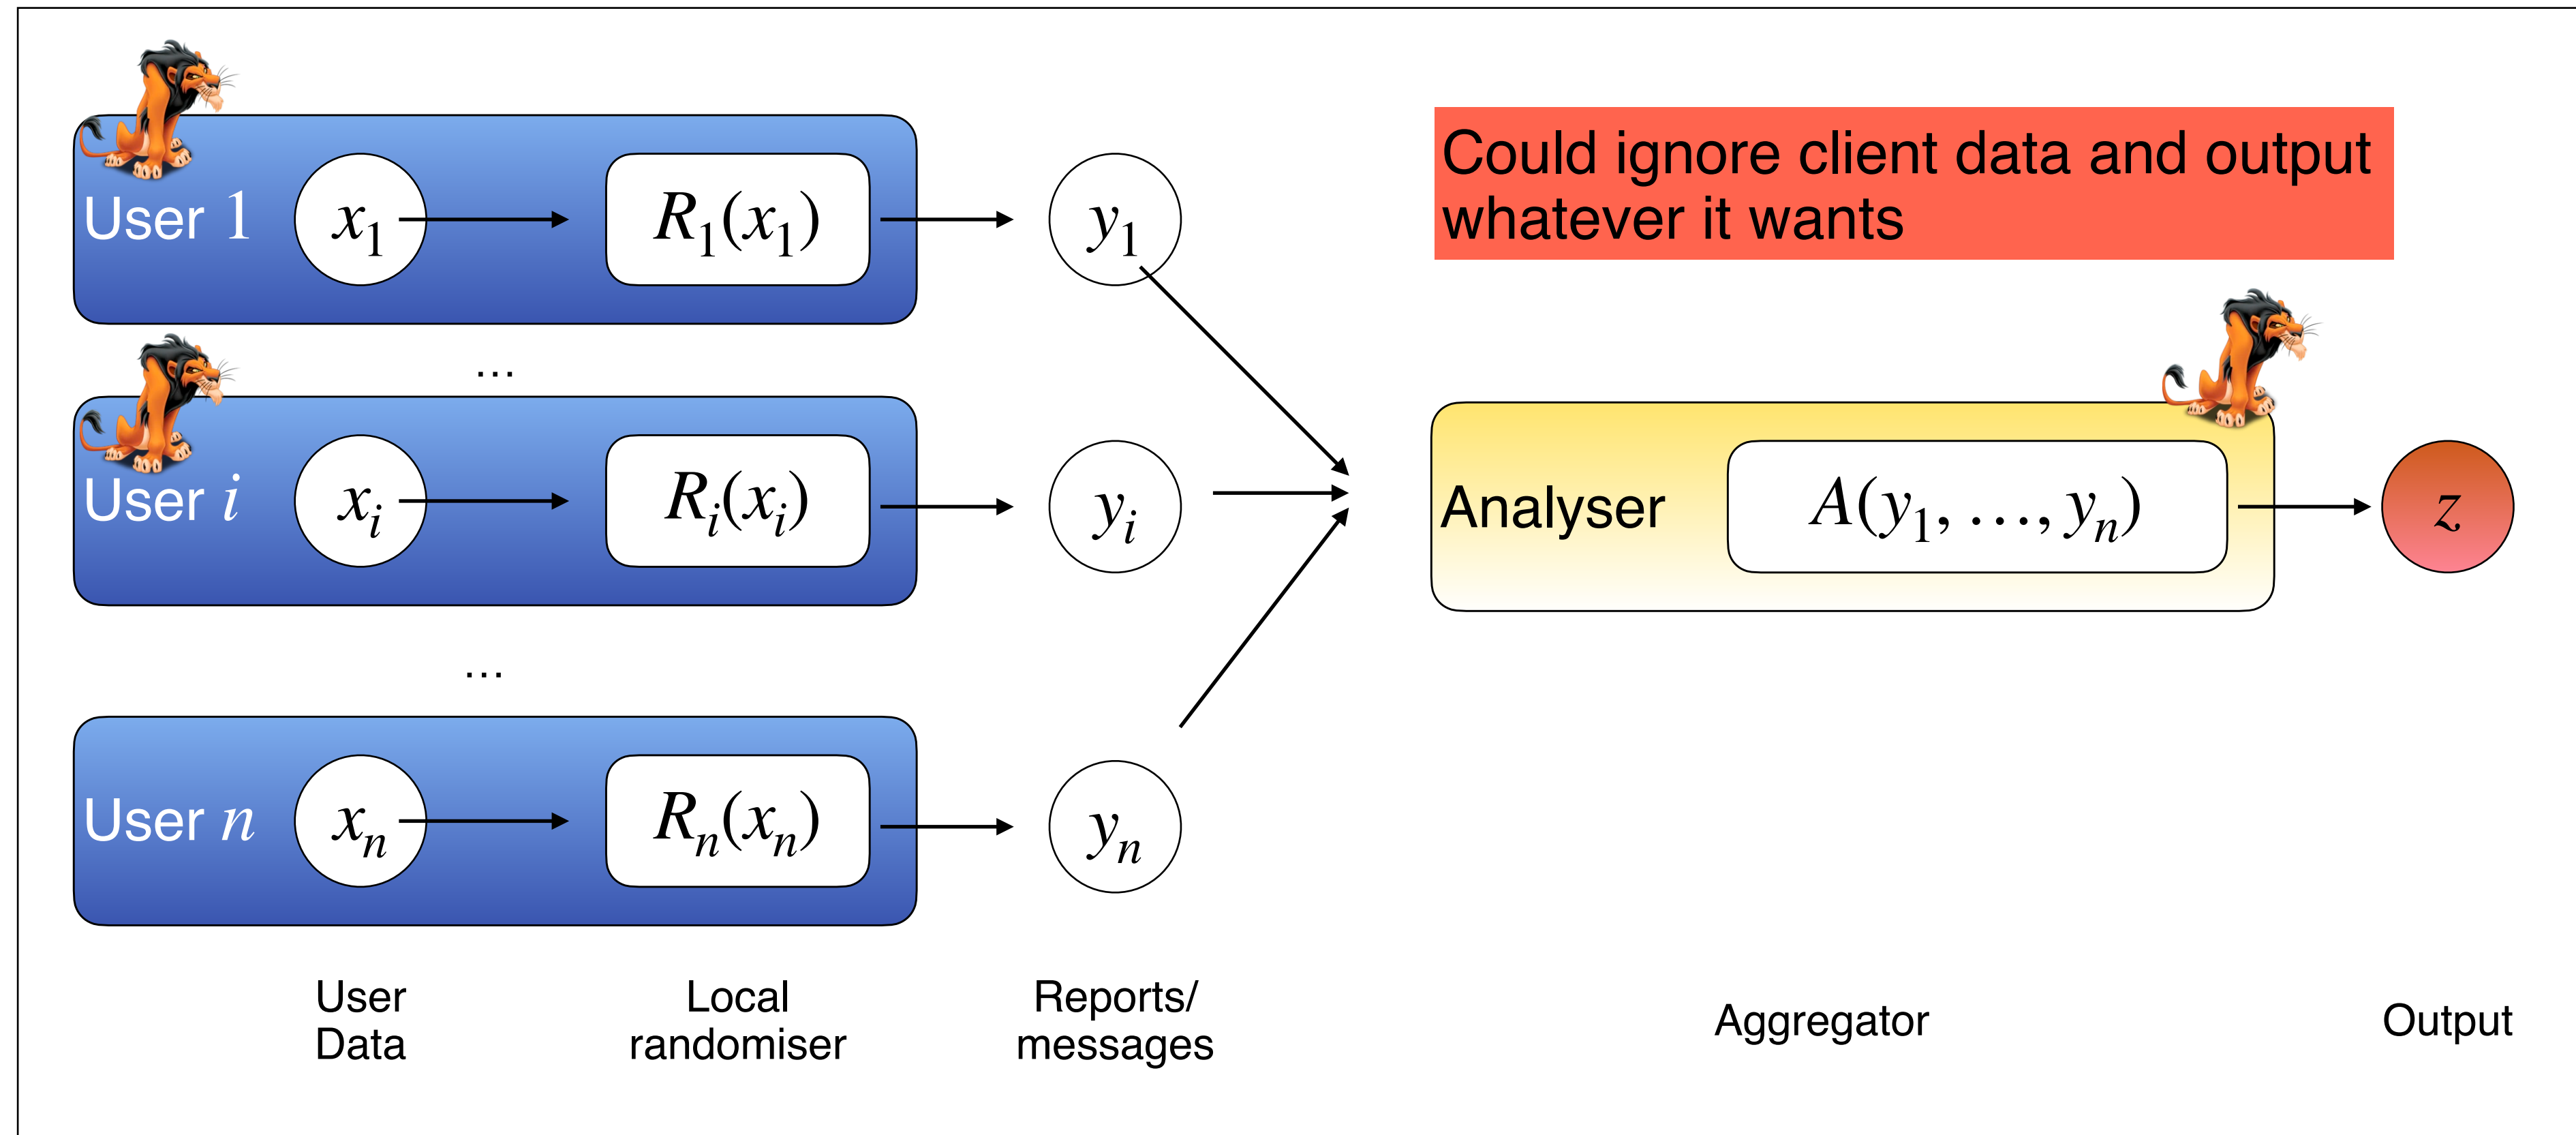 User 1
x₁
R₁(x₁)
y₁
Could ignore client data and output
whatever it wants
…
User i
xᵢ
Rᵢ(xᵢ)
yᵢ
Analyser
A(y₁, …, yₙ)
z
…
User n
xₙ
Rₙ(xₙ)
yₙ
User
Data
Local
randomiser
Reports/
messages
Aggregator
Output